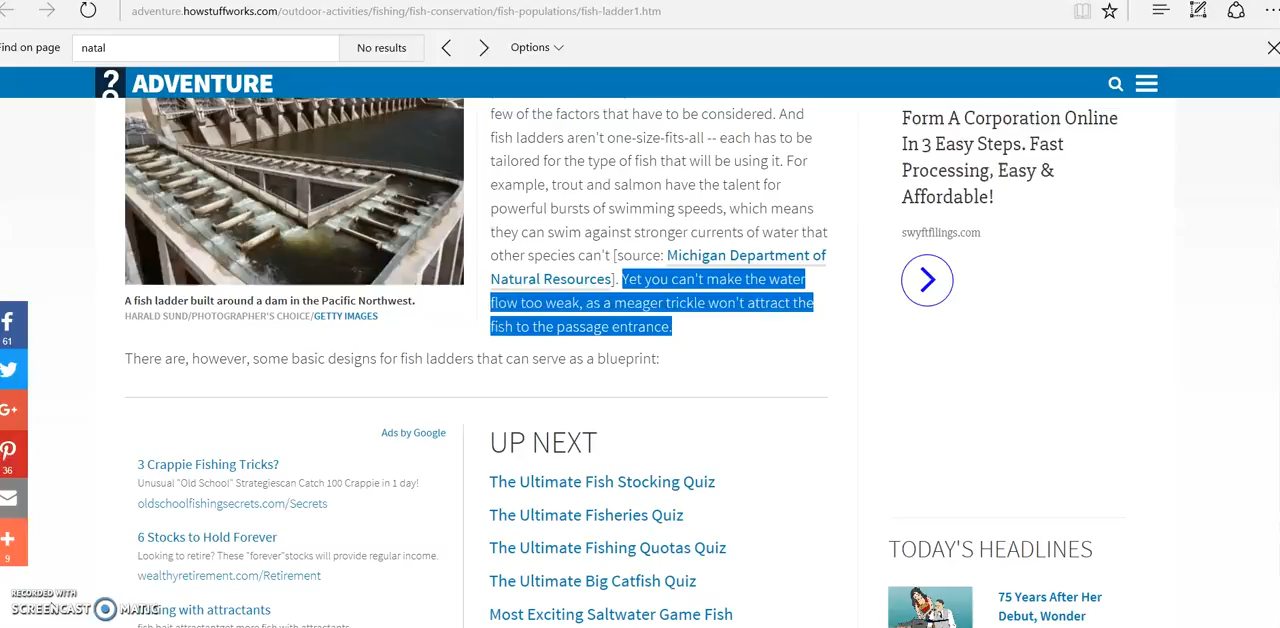 adventure.howstuffworks.com/outdoor-activities/fishing/fish-conservation/fish-populations/fish-ladder1.htm
Find on page
natal
No results
Options
ADVENTURE
few of the factors that have to be considered. And
fish ladders aren't one-size-fits-all -- each has to be
tailored for the type of fish that will be using it. For
example, trout and salmon have the talent for
powerful bursts of swimming speeds, which means
they can swim against stronger currents of water that
other species can't [source: Michigan Department of
Natural Resources]. Yet you can't make the water
flow too weak, as a meager trickle won't attract the
fish to the passage entrance.
A fish ladder built around a dam in the Pacific Northwest.
HARALD SUND/PHOTOGRAPHER'S CHOICE/GETTY IMAGES
There are, however, some basic designs for fish ladders that can serve as a blueprint:
61
G+
36
9
Ads by Google
3 Crappie Fishing Tricks?
Unusual "Old School" Strategiescan Catch 100 Crappie in 1 day!
oldschoolfishingsecrets.com/Secrets
6 Stocks to Hold Forever
Looking to retire? These "forever"stocks will provide regular income.
wealthyretirement.com/Retirement
with attractants
fish bait attractantget more fish with attractants
UP NEXT
The Ultimate Fish Stocking Quiz
The Ultimate Fisheries Quiz
The Ultimate Fishing Quotas Quiz
The Ultimate Big Catfish Quiz
Most Exciting Saltwater Game Fish
Form A Corporation Online
In 3 Easy Steps. Fast
Processing, Easy &
Affordable!
swyftfilings.com
TODAY'S HEADLINES
75 Years After Her
Debut, Wonder
RECORDED WITH
SCREENCAST MATIC